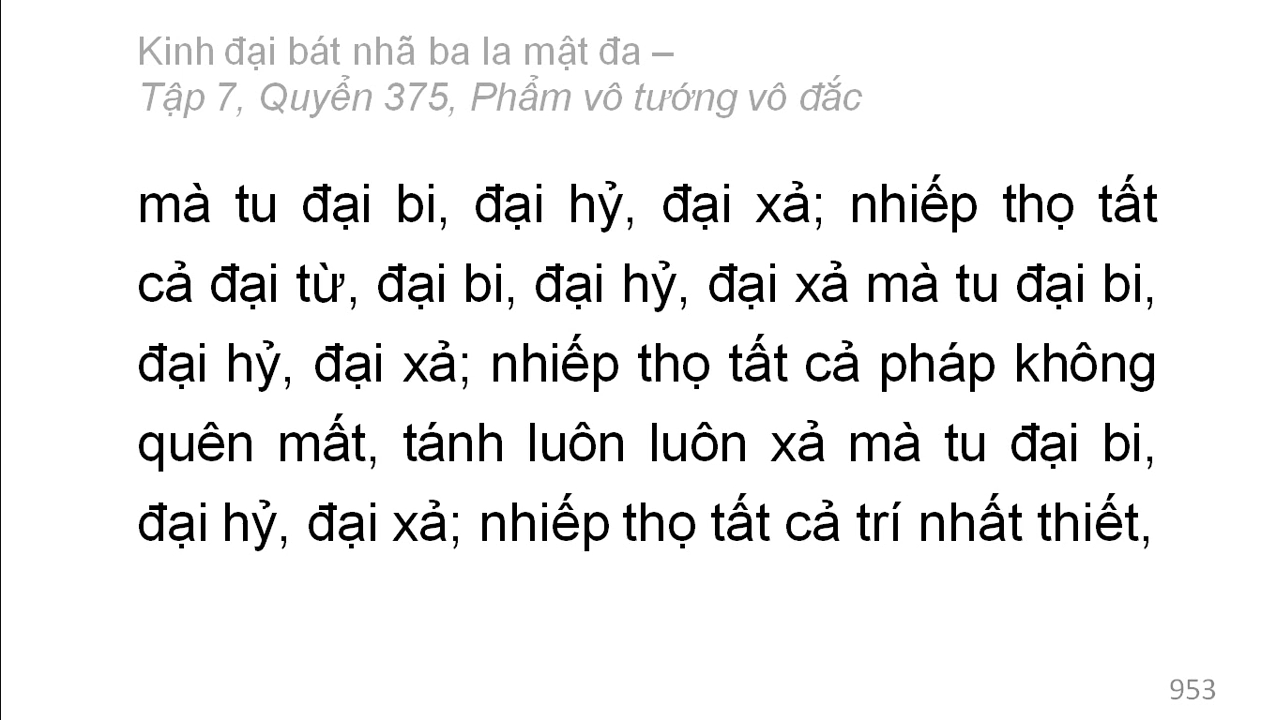 Kinh đại bát nhã ba la mật đa –
Tập 7, Quyển 375, Phẩm vô tướng vô đắc
mà tu đại bi, đại hỷ, đại xả; nhiếp thọ tất
cả đại từ, đại bi, đại hỷ, đại xả mà tu đại bi,
đại hỷ, đại xả; nhiếp thọ tất cả pháp không
quên mất, tánh luôn luôn xả mà tu đại bi,
đại hỷ, đại xả; nhiếp thọ tất cả trí nhất thiết,
953